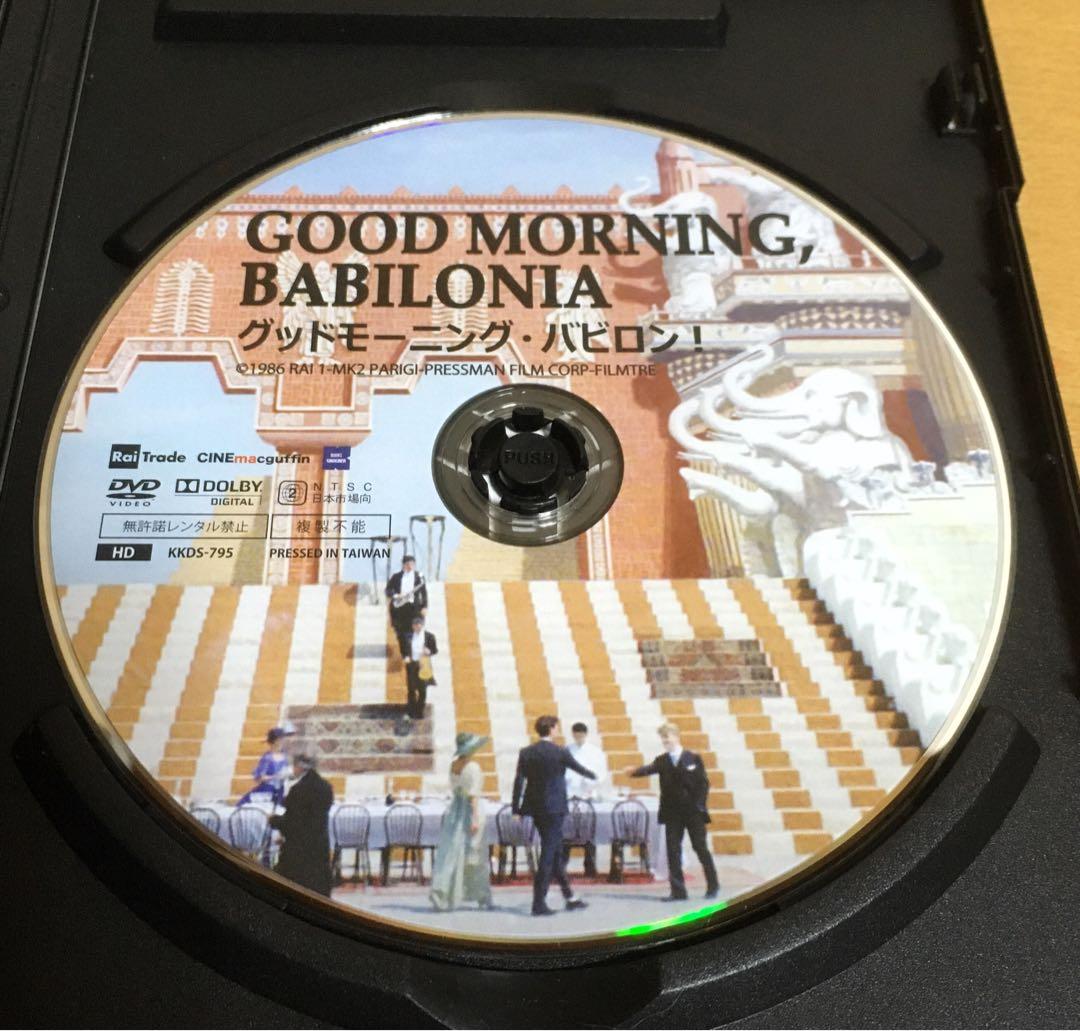 GOOD MORNING,
BABILONIA
グッドモーニング・バビロン！
©1986 RAI 1-MK2 PARIGI-PRESSMAN FILM CORP-FILMTRE
Rai Trade CINEmacguffin
DVD VIDEO DOLBY DIGITAL 2 NTSC 日本市場向
無許諾レンタル禁止 複製不能
HD KKDS-795 PRESSED IN TAIWAN
PUSH